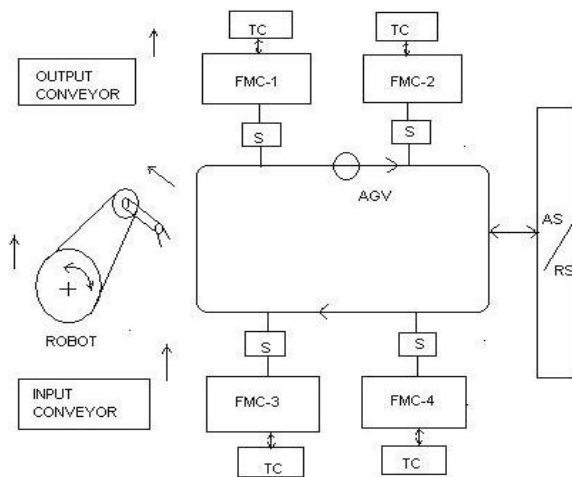 TC
TC
OUTPUT
CONVEYOR
FMC-1
FMC-2
S
S
AGV
AS
RS
ROBOT
S
S
INPUT
CONVEYOR
FMC-3
FMC-4
TC
TC